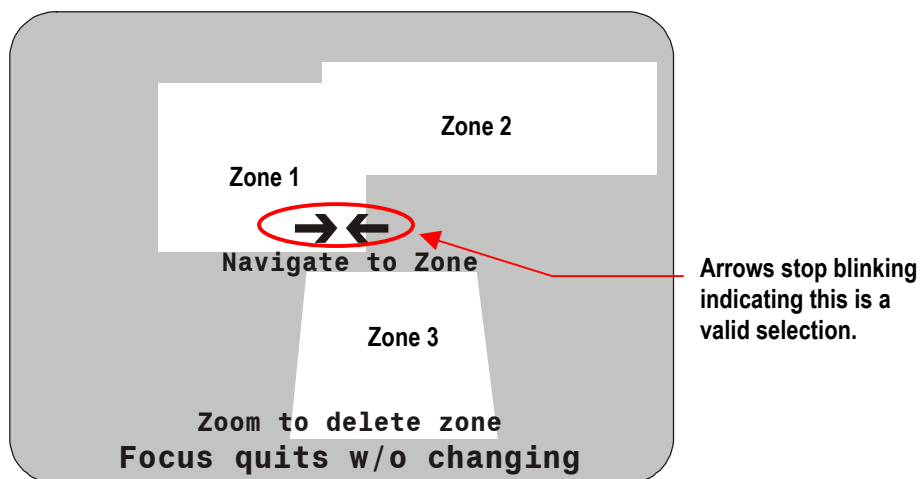 Zone 2
Zone 1
Navigate to Zone
Arrows stop blinking
indicating this is a
valid selection.
Zone 3
Zoom to delete zone
Focus quits w/o changing